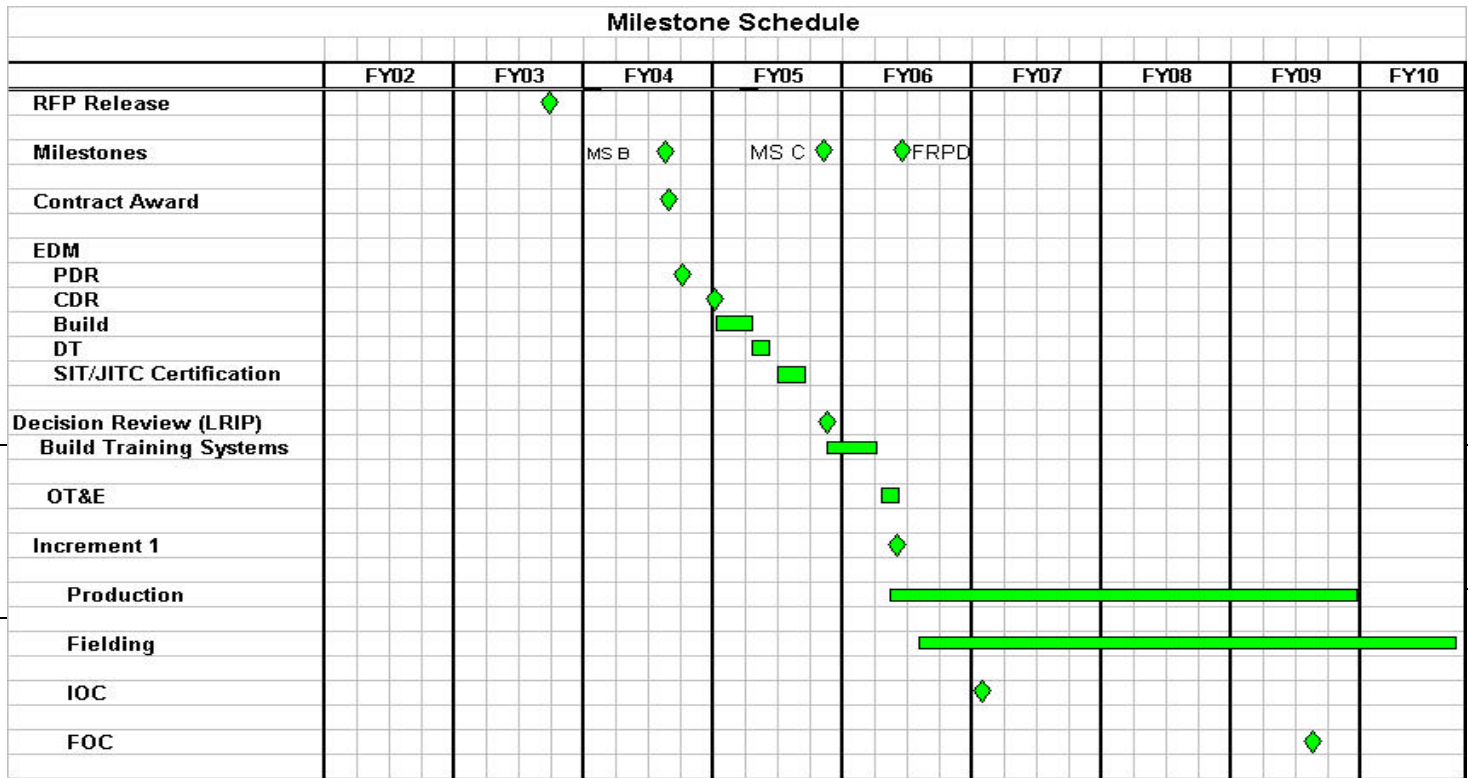 Milestone Schedule
FY02 FY03 FY04 FY05 FY06 FY07 FY08 FY09 FY10
RFP Release
Milestones MS B MS C FRPD
Contract Award
EDM
PDR
CDR
Build
DT
SIT/JITC Certification
Decision Review (LRIP)
Build Training Systems
OT&E
Increment 1
Production
Fielding
IOC
FOC